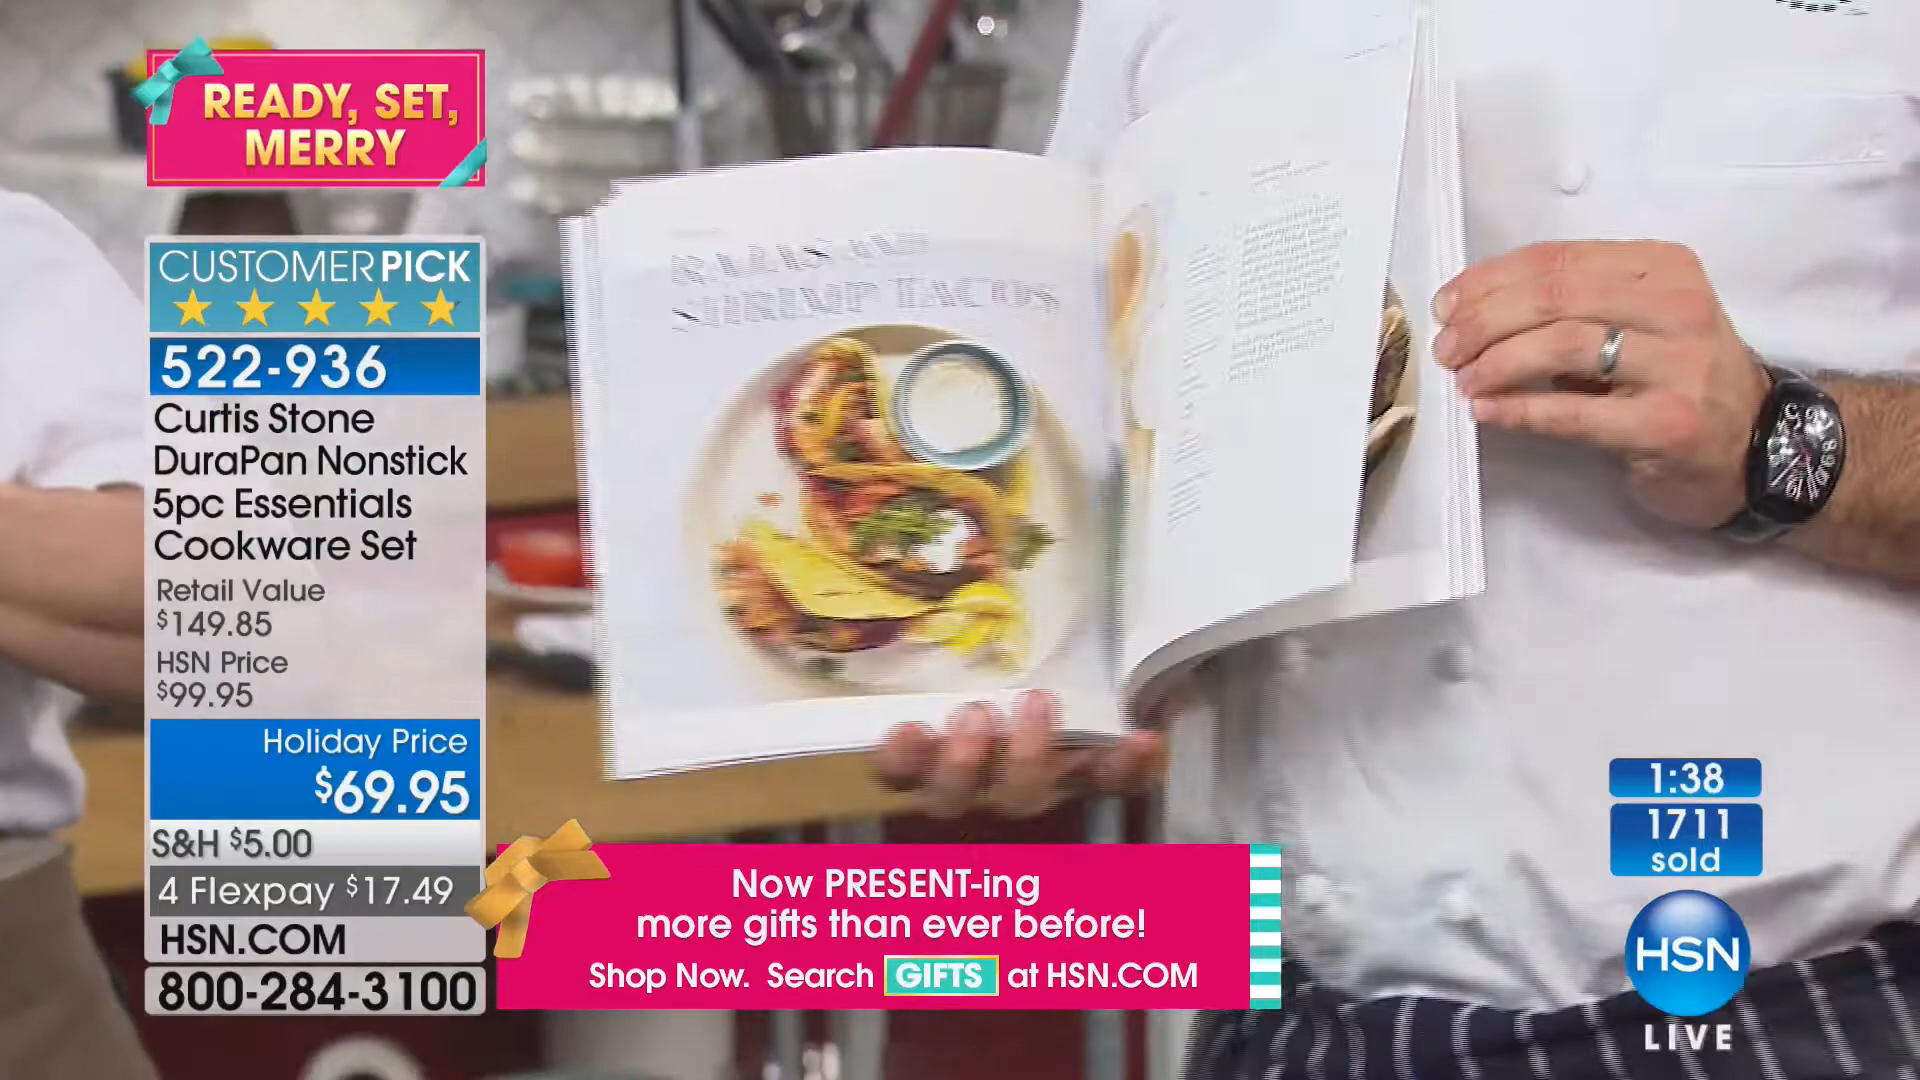 READY, SET,
MERRY
CUSTOMERPICK
522-936
Curtis Stone
DuraPan Nonstick
5pc Essentials
Cookware Set
Retail Value
$149.85
HSN Price
$99.95
Holiday Price
$69.95
S&H $5.00
4 Flexpay $17.49
HSN.COM
800-284-3100
SHRIMP TACOS
Now PRESENT-ing
more gifts than ever before!
Shop Now. Search GIFTS at HSN.COM
1:38
1711
sold
HSN
LIVE